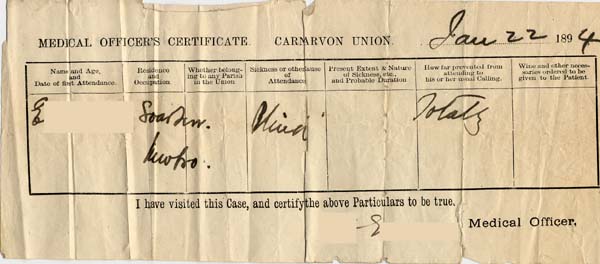 MEDICAL OFFICER'S CERTIFICATE. CARNARVON UNION. Jan 22 1894
Name and Age, and Date of first Attendance.
Residence and Occupation.
Whether belonging to any Parish in the Union
Sickness or other cause of Attendance
Present Extent & Nature of Sickness, etc., and Probable Duration
How far prevented from attending to his or her usual Calling.
Wine and other necessaries ordered to be given to the Patient.
E
Totally
I have visited this Case, and certify the above Particulars to be true.
E Medical Officer.